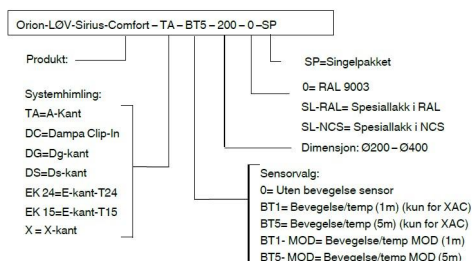 Orion-LØV-Sirius-Comfort – TA – BT5 – 200 – 0 –SP
Produkt:
Systemhimling:
TA=A-Kant
DC=Dampa Clip-In
DG=Dg-kant
DS=Ds-kant
EK 24=E-kant-T24
EK 15=E-kant-T15
X = X-kant
SP=Singelpakket
0= RAL 9003
SL-RAL= Spesiallakk i RAL
SL-NCS= Spesiallakk i NCS
Dimensjon: Ø200 – Ø400
Sensorvalg:
0= Uten bevegelse sensor
BT1= Bevegelse/temp (1m) (kun for XAC)
BT5= Bevegelse/temp (5m) (kun for XAC)
BT1- MOD= Bevegelse/temp MOD (1m)
BT5- MOD= Bevegelse/temp MOD (5m)